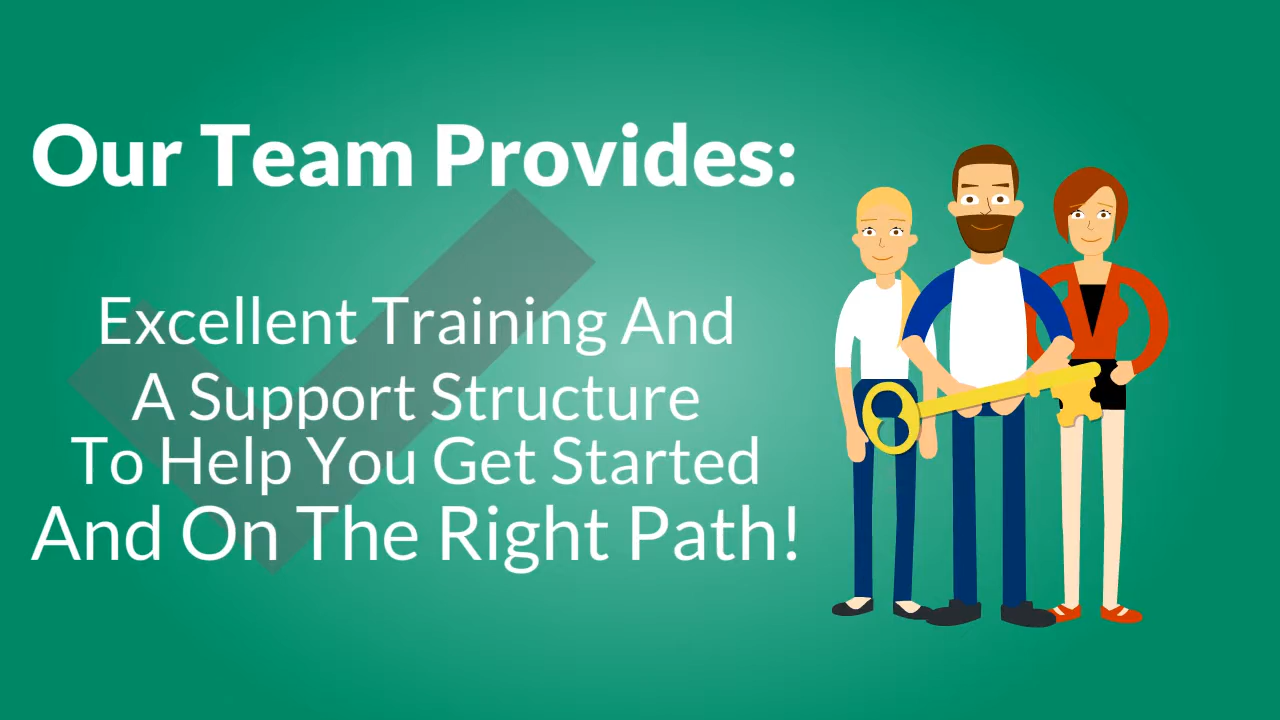 Our Team Provides:
Excellent Training And
A Support Structure
To Help You Get Started
And On The Right Path!